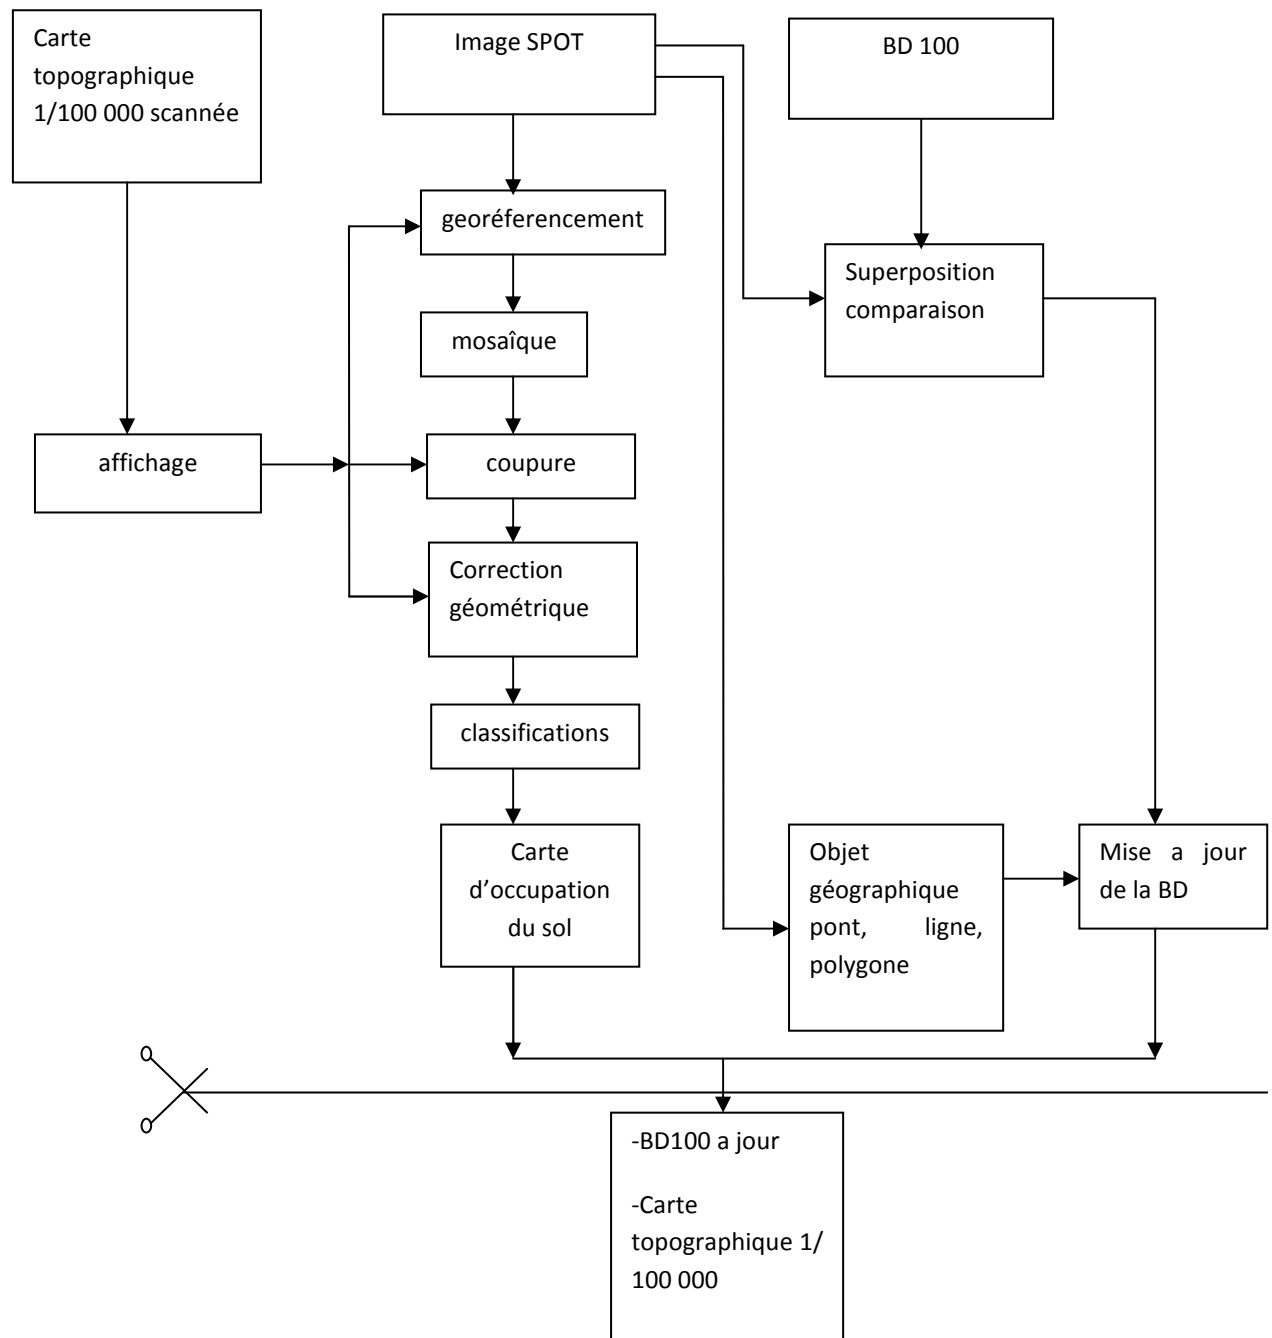 Carte
topographique
1/100 000 scannée
Image SPOT
BD 100
georéferencement
Superposition
comparaison
mosaîque
affichage
coupure
Correction
géométrique
classifications
Carte
d’occupation
du sol
Objet
géographique
pont, ligne,
polygone
Mise a jour
de la BD
-BD100 a jour
-Carte
topographique 1/
100 000